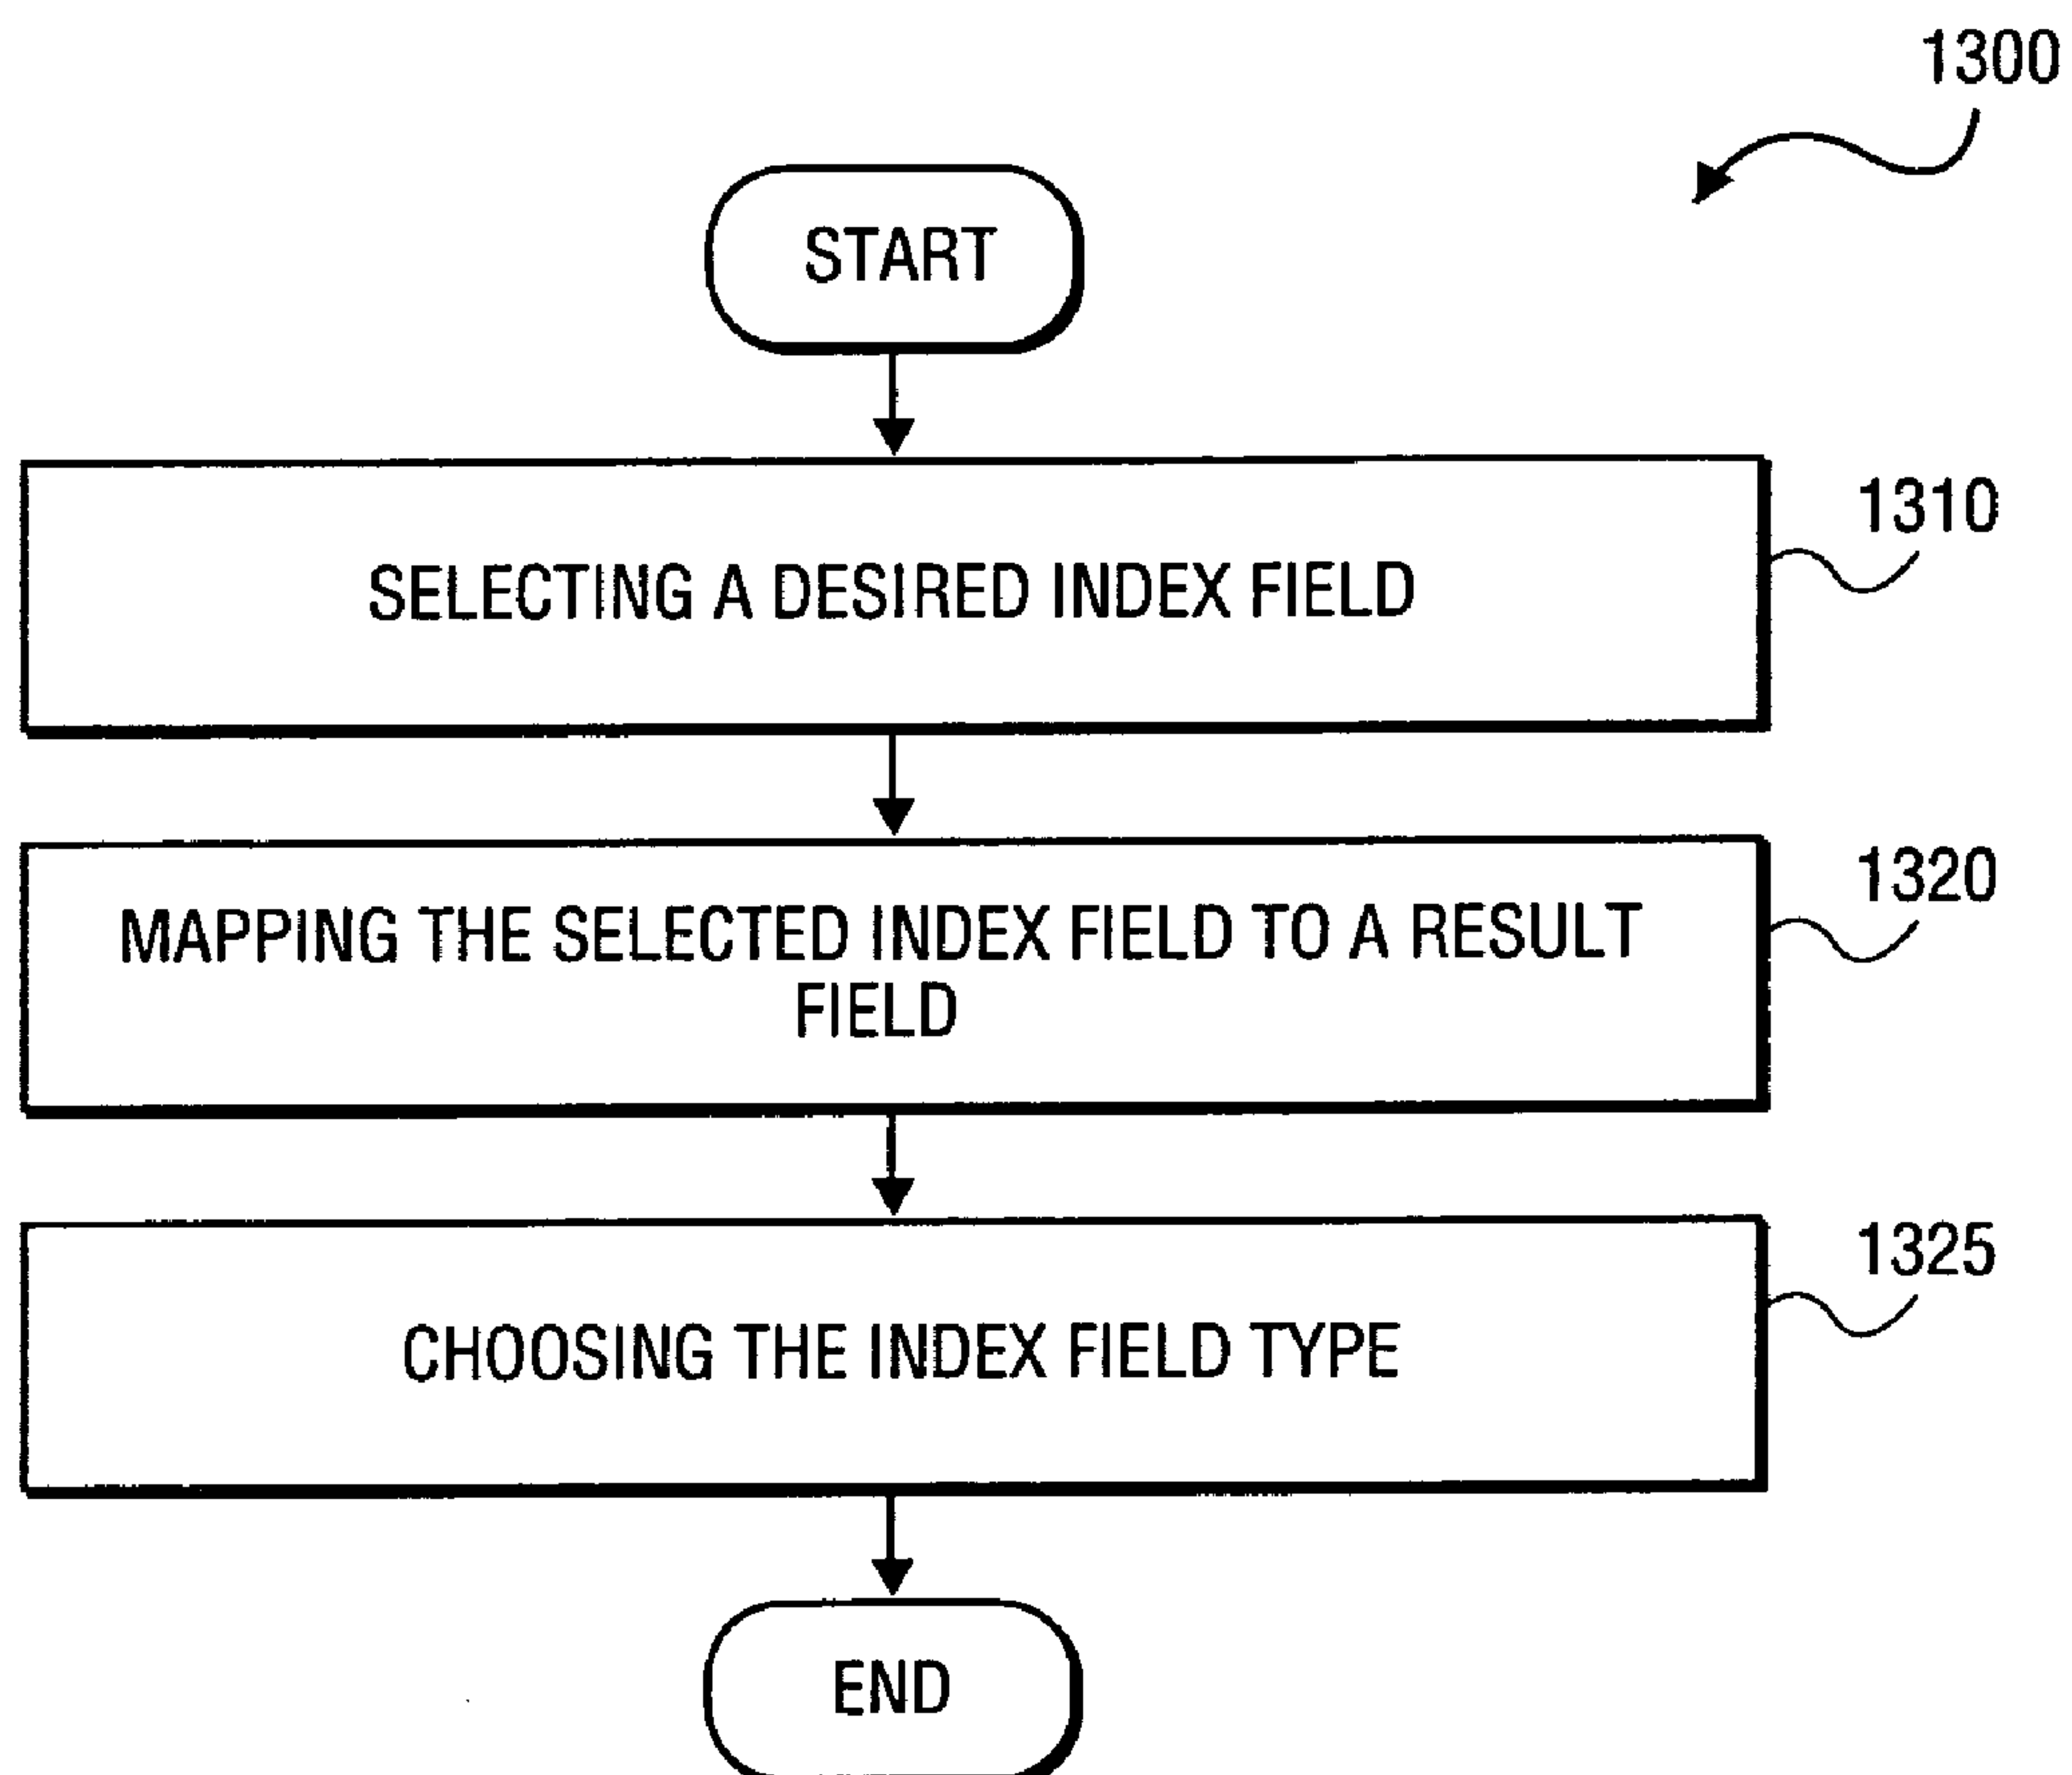 1300
START
SELECTING A DESIRED INDEX FIELD
1310
MAPPING THE SELECTED INDEX FIELD TO A RESULT
FIELD
1320
CHOOSING THE INDEX FIELD TYPE
1325
END